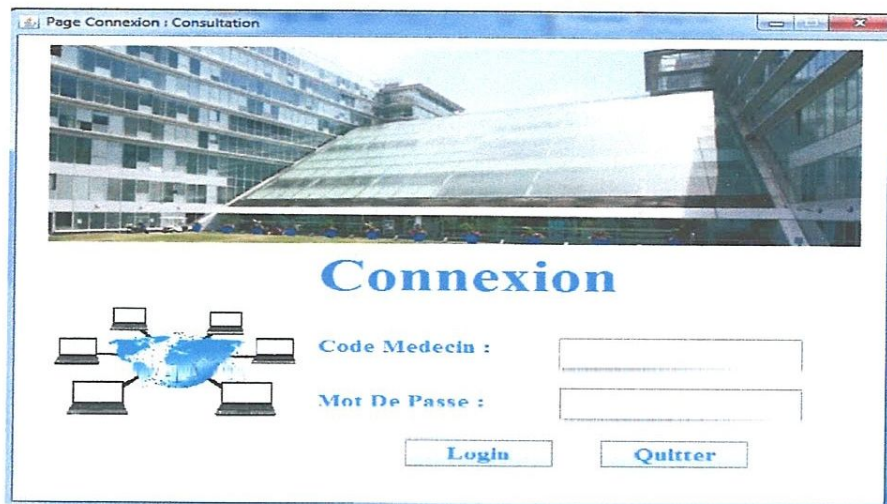 Page Connexion : Consultation
Connexion
Code Medecin :
Mot De Passe :
Login Quitter